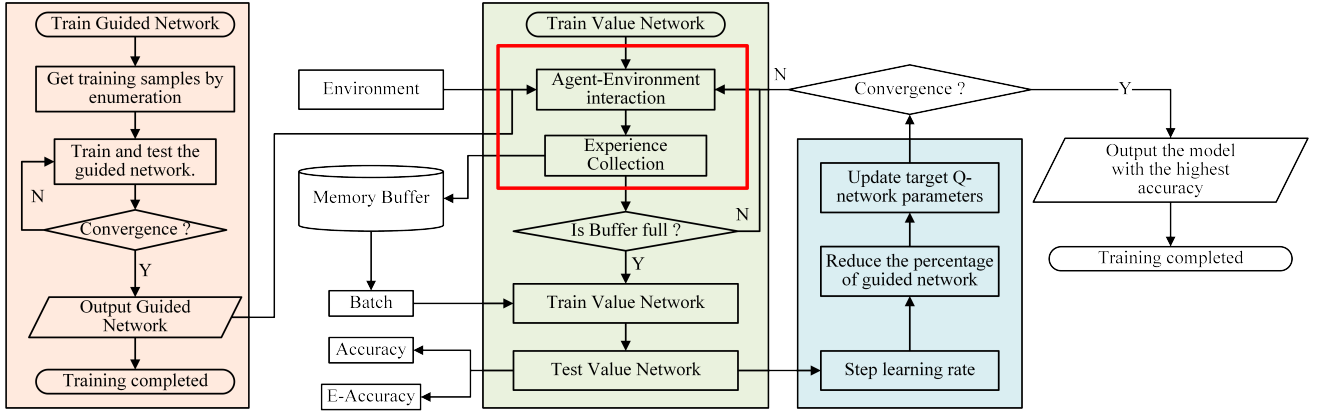 Train Guided Network
Get training samples by
enumeration
Train and test the
guided network.
N
Convergence ?
Y
Output Guided
Network
Training completed
Environment
Memory Buffer
Batch
Accuracy
E-Accuracy
Train Value Network
Agent-Environment
interaction
Experience
Collection
Is Buffer full ?
N
Y
Train Value Network
Test Value Network
N
Convergence ?
Y
Update target Q-
network parameters
Reduce the percentage
of guided network
Step learning rate
Output the model
with the highest
accuracy
Training completed